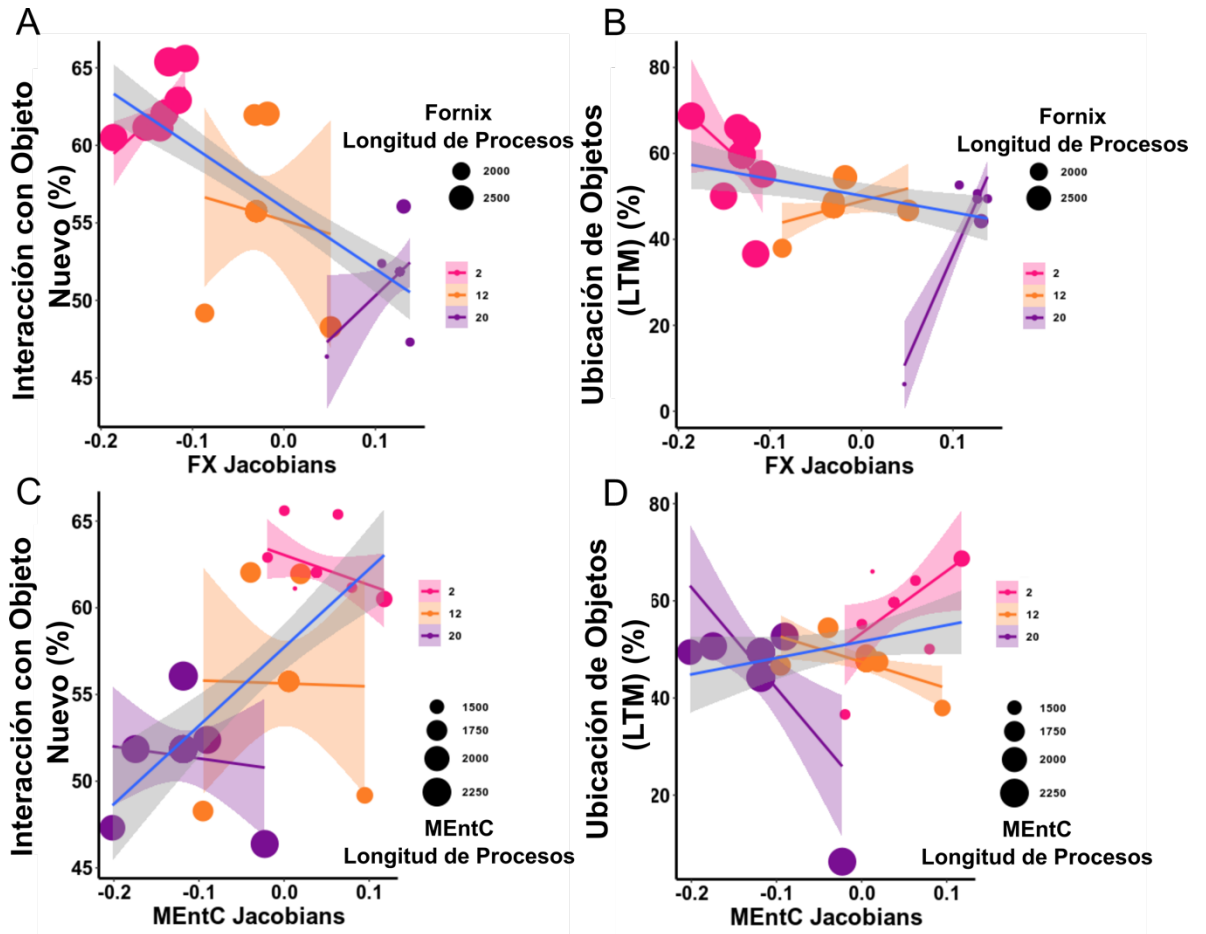 A
Interacción con Objeto
Nuevo (%)
65
60
55
50
45
-0.2
-0.1
0.0
0.1
FX Jacobians
Fornix
Longitud de Procesos
2000
2500
2
12
20
B
Ubicación de Objetos
(LTM) (%)
80
60
40
20
0
-0.2
-0.1
0.0
0.1
FX Jacobians
Fornix
Longitud de Procesos
2000
2500
2
12
20
C
Interacción con Objeto
Nuevo (%)
65
60
55
50
45
-0.2
-0.1
0.0
0.1
MEntC Jacobians
2
12
20
1500
1750
2000
2250
MEntC
Longitud de Procesos
D
Ubicación de Objetos
(LTM) (%)
80
60
40
20
-0.2
-0.1
0.0
0.1
MEntC Jacobians
2
12
20
1500
1750
2000
2250
MEntC
Longitud de Procesos